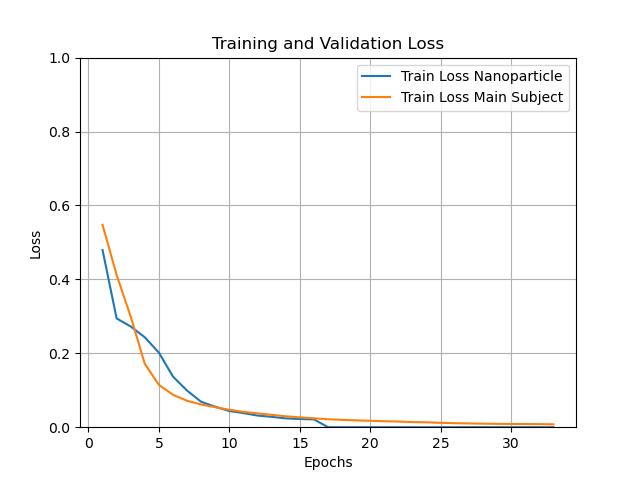 Training and Validation Loss
Train Loss Nanoparticle
Train Loss Main Subject
1.0
0.8
0.6
0.4
0.2
0.0
Loss
0 5 10 15 20 25 30
Epochs